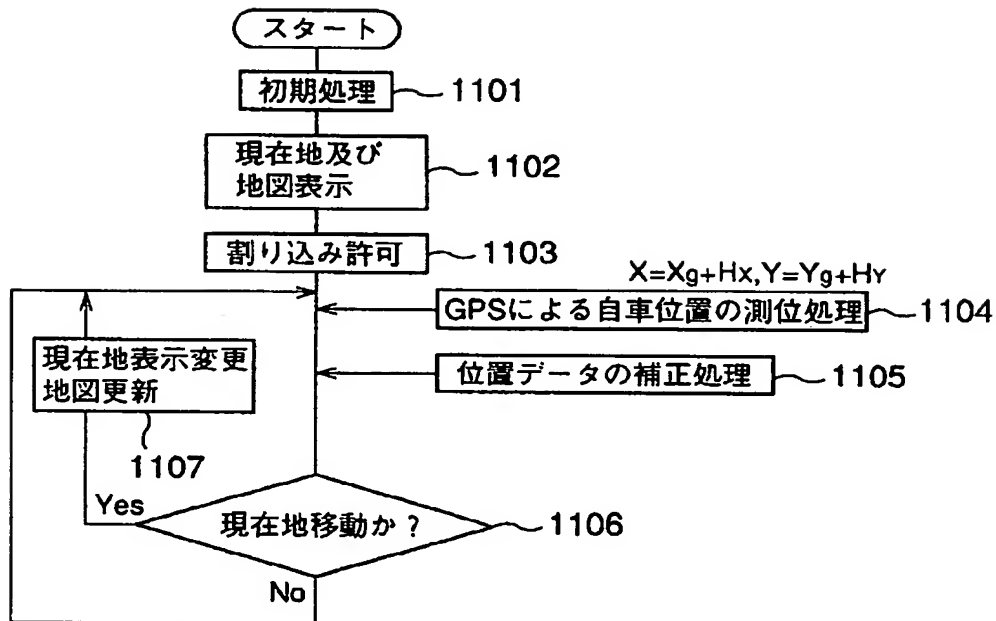 スタート
初期処理
1101
現在地及び
地図表示
1102
割り込み許可
1103
X=Xg+Hx,Y=Yg+HY
GPSによる自車位置の測位処理
1104
現在地表示変更
地図更新
1107
位置データの補正処理
1105
Yes
現在地移動か？
1106
No